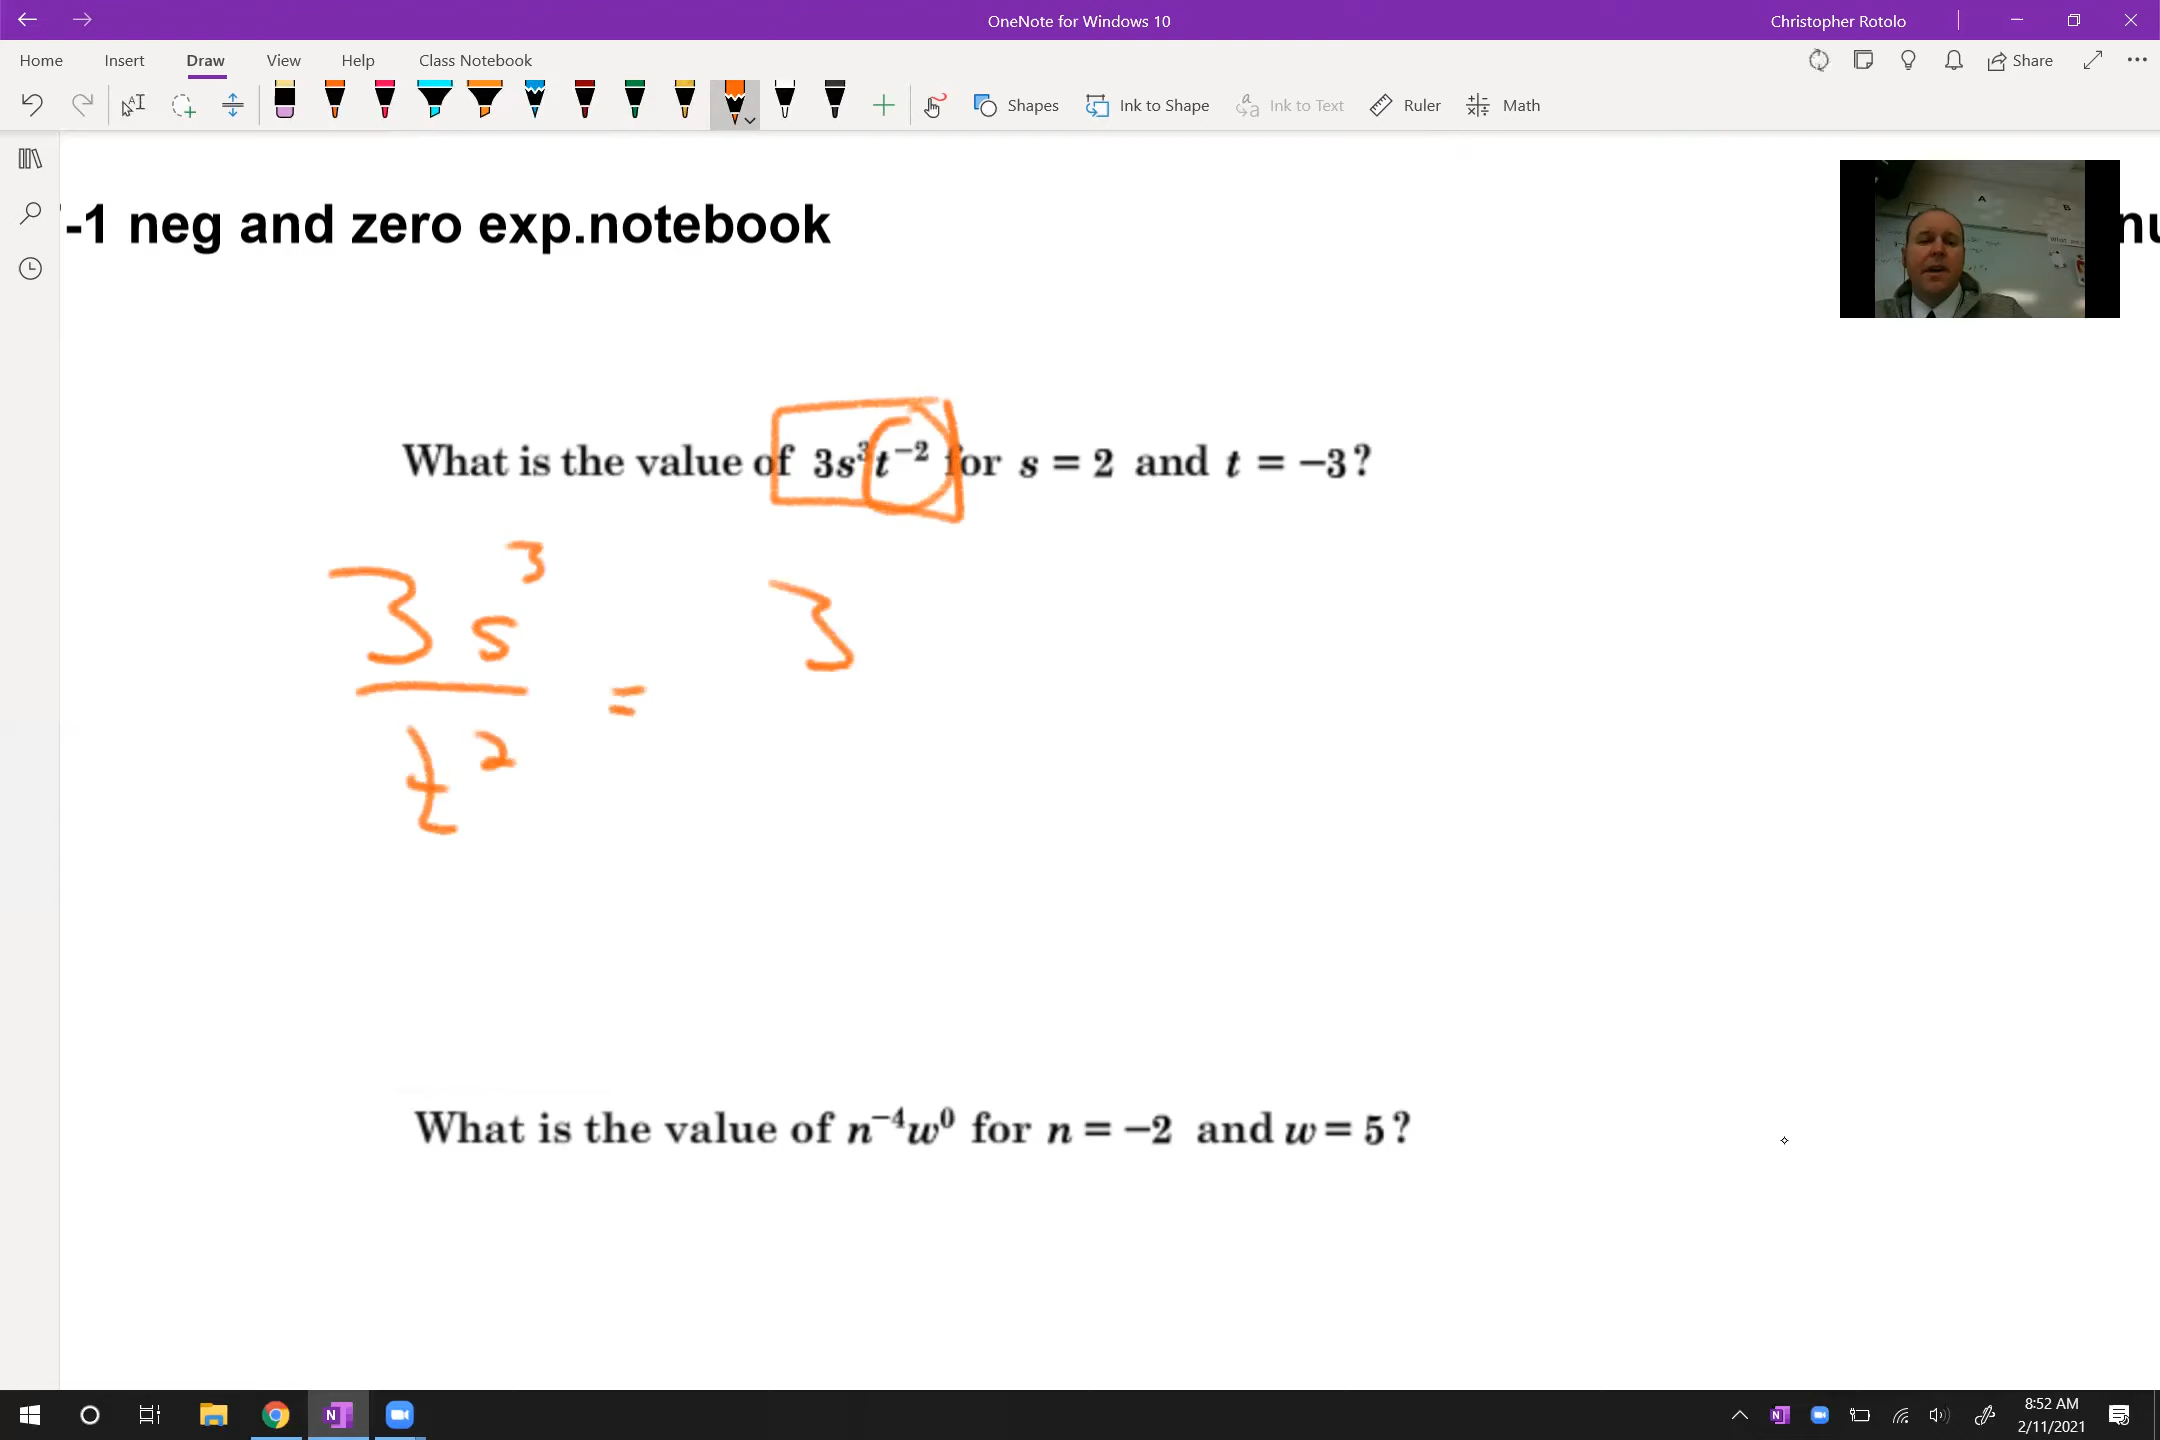 OneNote for Windows 10
Christopher Rotolo
Home Insert Draw View Help Class Notebook
Share
Shapes Ink to Shape Ink to Text Ruler Math
-1 neg and zero exp.notebook
What is the value of 3s³t⁻² for s = 2 and t = −3?
3s³
t²
=
3
What is the value of n⁻⁴w⁰ for n = −2 and w = 5?
8:52 AM
2/11/2021